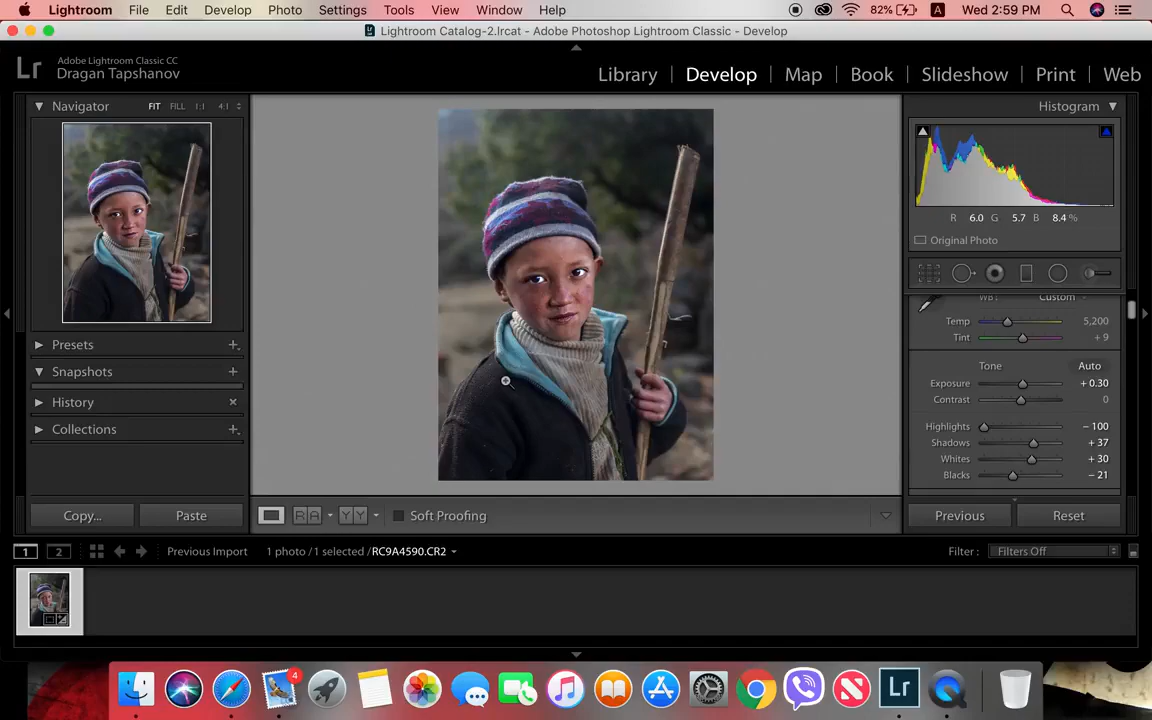 Lightroom File Edit Develop Photo Settings Tools View Window Help 82% A Wed 2:59 PM
Lightroom Catalog-2.lrcat - Adobe Photoshop Lightroom Classic - Develop
Lr Adobe Lightroom Classic CC
Dragan Tapshanov
Library | Develop | Map | Book | Slideshow | Print | Web
Navigator FIT FILL 1:1 4:1
Presets
Snapshots
History
Collections
Copy... Paste
Histogram
R 6.0 G 5.7 B 8.4 %
Original Photo
WB: Custom
Temp 5,200
Tint + 9
Tone Auto
Exposure + 0.30
Contrast 0
Highlights − 100
Shadows + 37
Whites + 30
Blacks − 21
Previous Reset
R A Y Y Soft Proofing
1 2 Previous Import 1 photo / 1 selected / RC9A4590.CR2 Filter : Filters Off
4
Lr